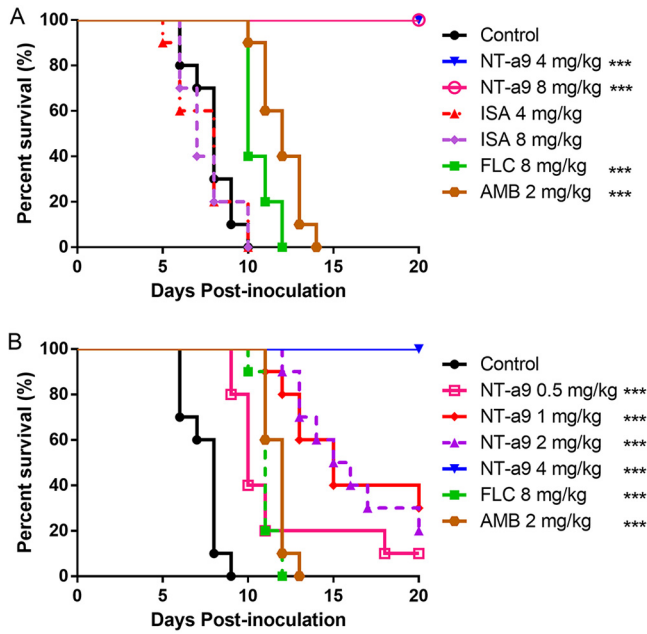 A
Percent survival (%)
100
80
60
40
20
0
0 5 10 15 20
Days Post-inoculation
Control
NT-a9 4 mg/kg ***
NT-a9 8 mg/kg ***
ISA 4 mg/kg
ISA 8 mg/kg
FLC 8 mg/kg ***
AMB 2 mg/kg ***
B
Percent survival (%)
100
80
60
40
20
0
0 5 10 15 20
Days Post-inoculation
Control
NT-a9 0.5 mg/kg ***
NT-a9 1 mg/kg ***
NT-a9 2 mg/kg ***
NT-a9 4 mg/kg ***
FLC 8 mg/kg ***
AMB 2 mg/kg ***